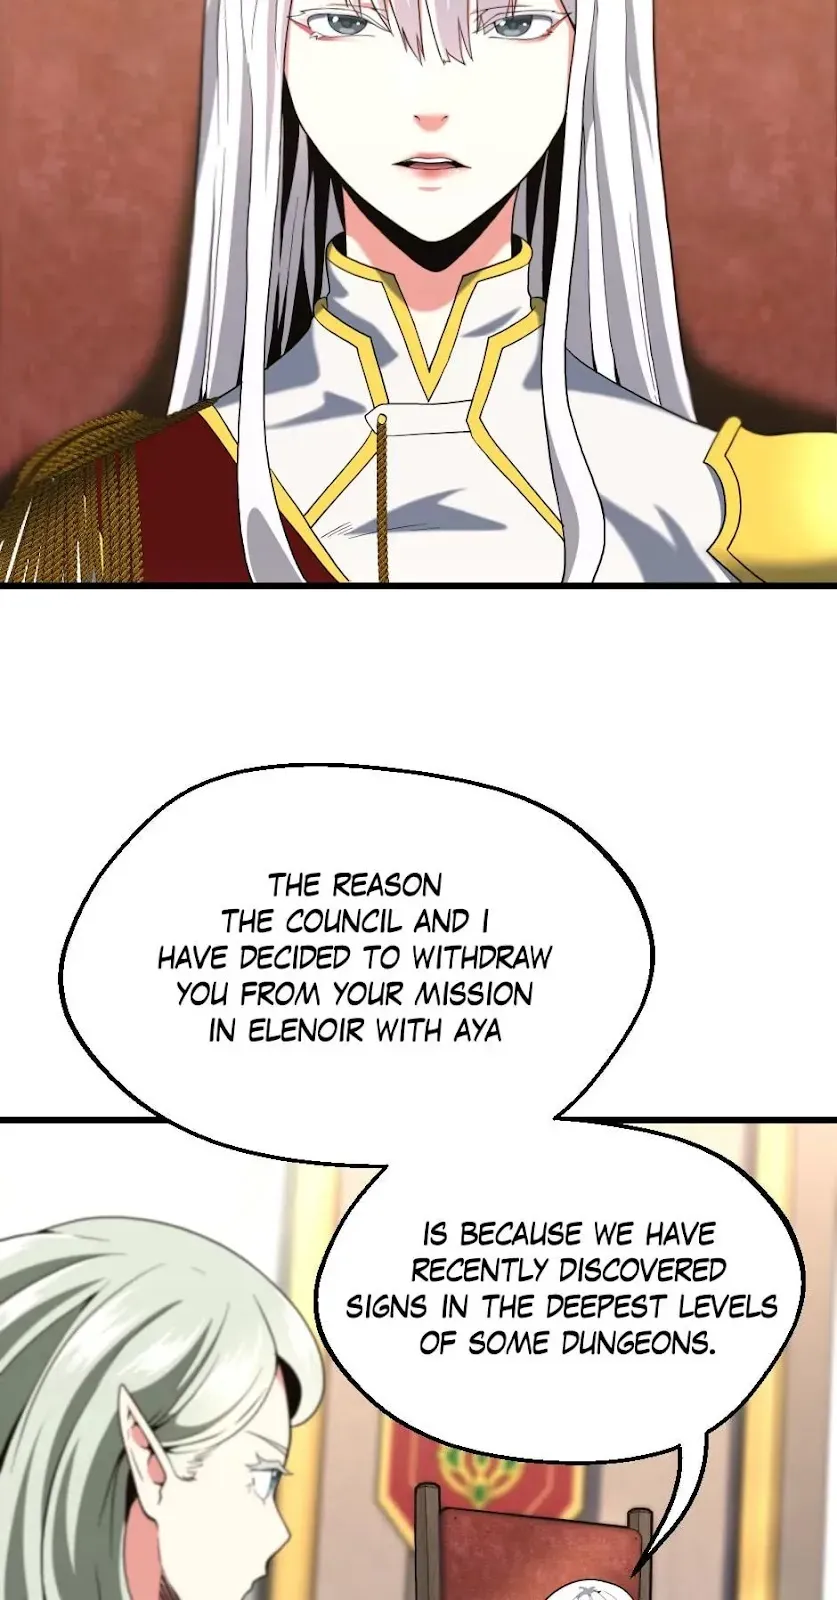 THE REASON
THE COUNCIL AND I
HAVE DECIDED TO WITHDRAW
YOU FROM YOUR MISSION
IN ELENOIR WITH AYA
IS BECAUSE WE HAVE
RECENTLY DISCOVERED
SIGNS IN THE DEEPEST LEVELS
OF SOME DUNGEONS.